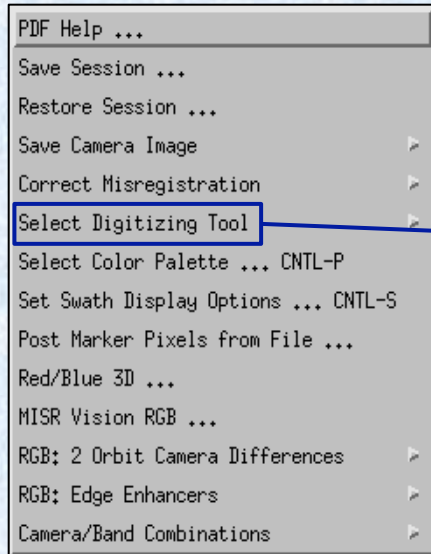 PDF Help ...
Save Session ...
Restore Session ...
Save Camera Image
Correct Misregistration
Select Digitizing Tool
Select Color Palette ... CNTL-P
Set Swath Display Options ... CNTL-S
Post Marker Pixels from File ...
Red/Blue 3D ...
MISR Vision RGB ...
RGB: 2 Orbit Camera Differences
RGB: Edge Enhancers
Camera/Band Combinations